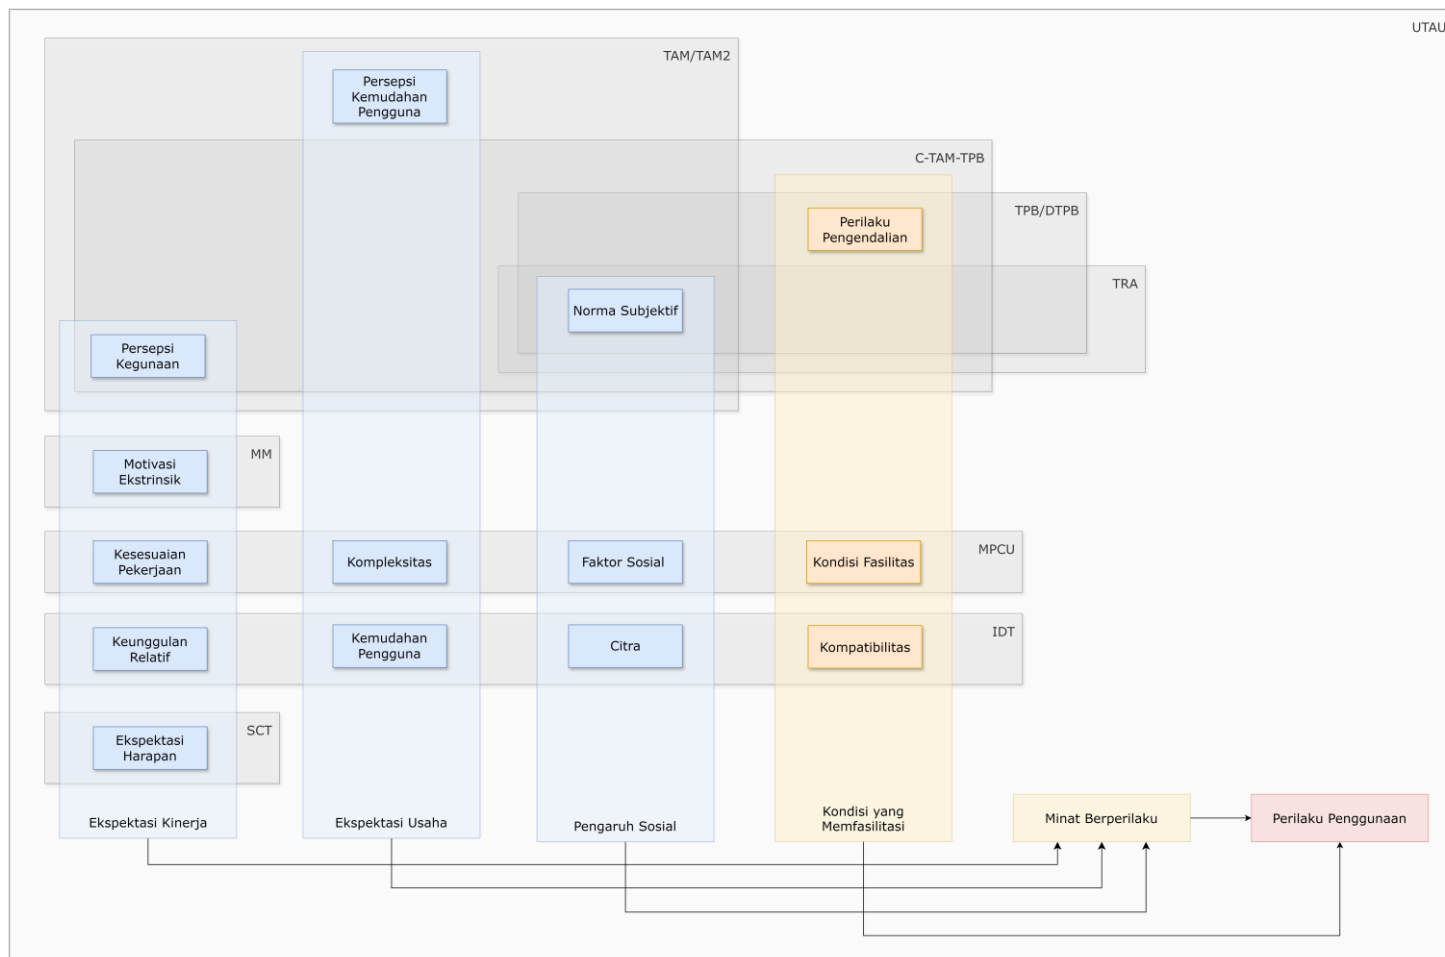 UTAU
TAM/TAM2
Persepsi
Kemudahan
Pengguna
C-TAM-TPB
TPB/DTPB
Perilaku
Pengendalian
TRA
Norma Subjektif
Persepsi
Kegunaan
MM
Motivasi
Ekstrinsik
MPCU
Kesesuaian
Pekerjaan
Kompleksitas
Faktor Sosial
Kondisi Fasilitas
IDT
Keunggulan
Relatif
Kemudahan
Pengguna
Citra
Kompatibilitas
SCT
Ekspektasi
Harapan
Ekspektasi Kinerja
Ekspektasi Usaha
Pengaruh Sosial
Kondisi yang
Memfasilitasi
Minat Berperilaku
Perilaku Penggunaan